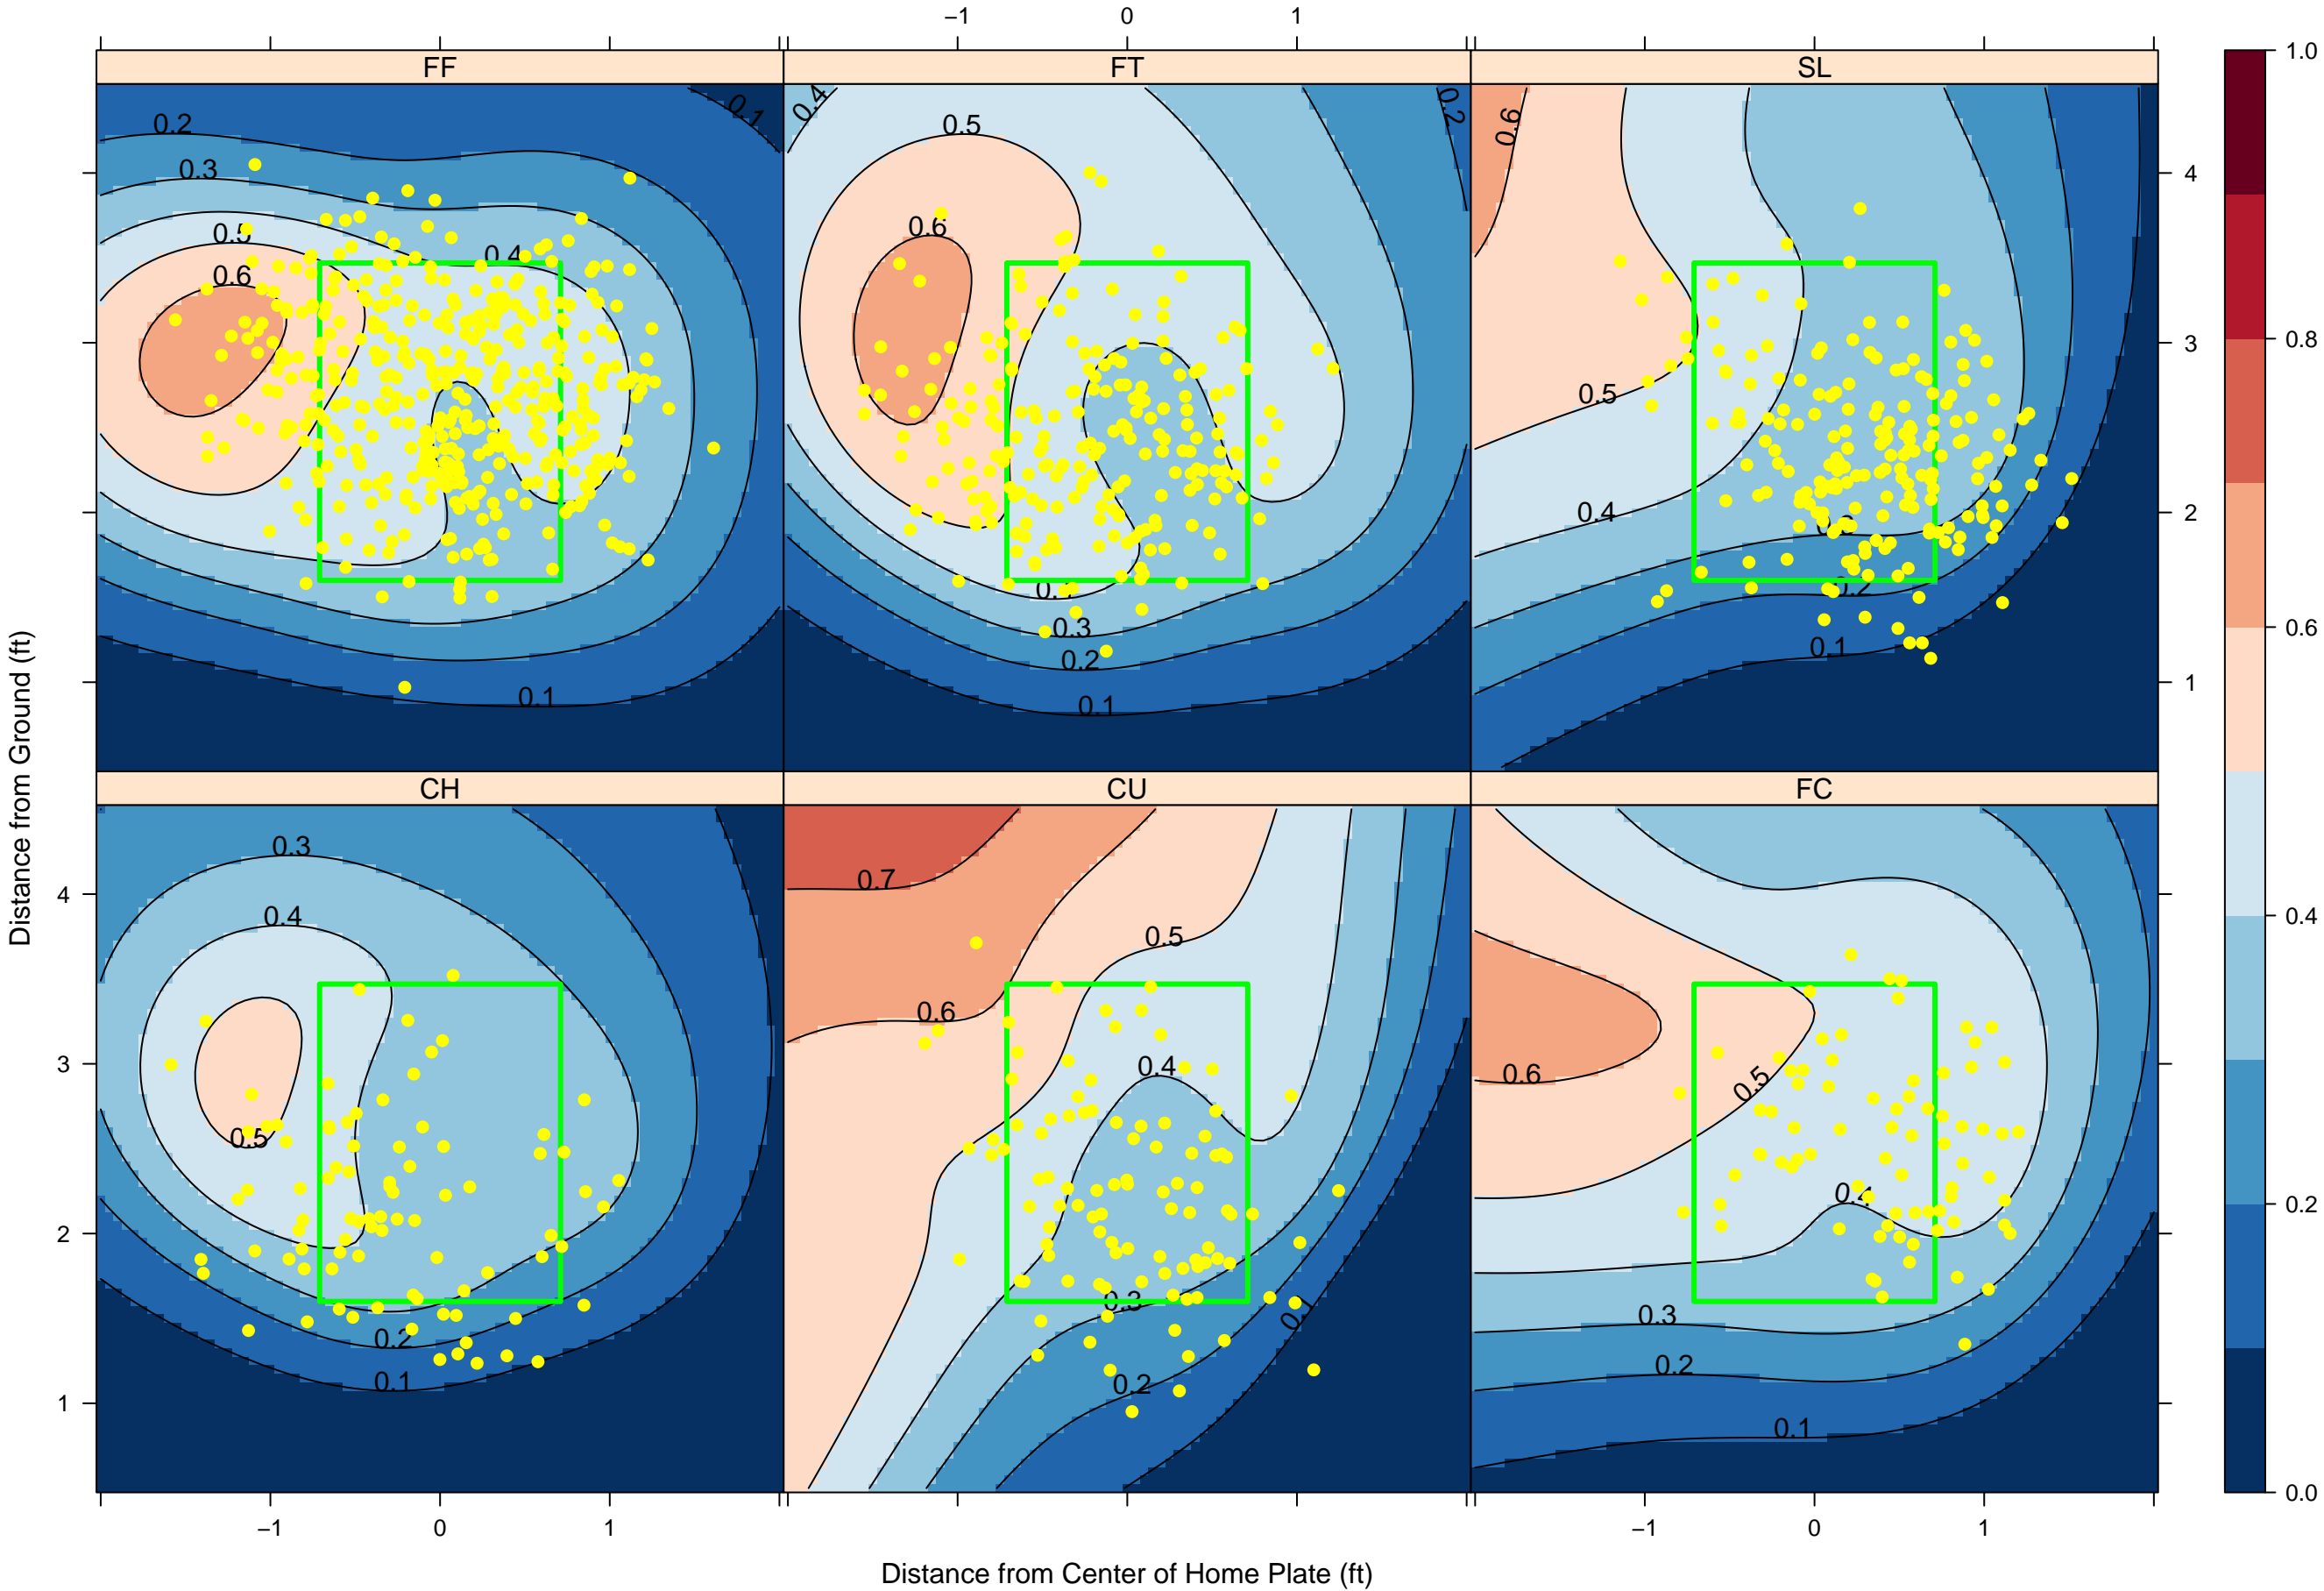 −1 0 1
FF FT SL
0.2 0.3 0.5 0.6 0.4 0.1 0.1
0.4 0.5 0.6 0.2 0.3 0.2 0.1
0.6 0.5 0.4 0.2 0.1
4
3
2
1
CH CU FC
0.3 0.4 0.5 0.2 0.1
0.7 0.6 0.5 0.4 0.3 0.2 0.1
0.6 0.5 0.4 0.3 0.2 0.1
4
3
2
1
−1 0 1 −1 0 1
Distance from Center of Home Plate (ft)
Distance from Ground (ft)
1.0
0.8
0.6
0.4
0.2
0.0